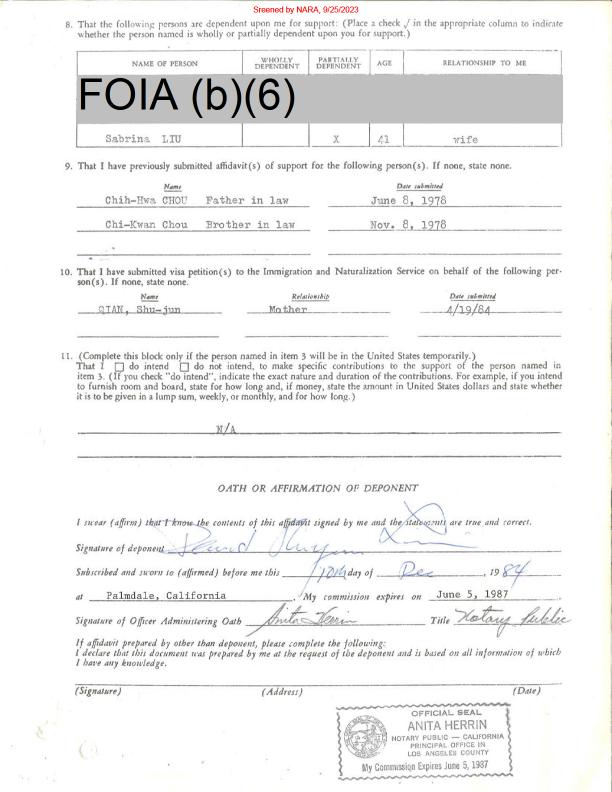 Sreened by NARA, 9/25/2023
8. That the following persons are dependent upon me for support: (Place a check √ in the appropriate column to indicate
whether the person named is wholly or partially dependent upon you for support.)
NAME OF PERSON WHOLLY DEPENDENT PARTIALLY DEPENDENT AGE RELATIONSHIP TO ME
FOIA (b)(6)
Sabrina LIU X 41 wife
9. That I have previously submitted affidavit(s) of support for the following person(s). If none, state none.
Name Date submitted
Chih-Hwa CHOU Father in law June 8, 1978
Chi-Kwan Chou Brother in law Nov. 8, 1978
10. That I have submitted visa petition(s) to the Immigration and Naturalization Service on behalf of the following per-
son(s). If none, state none.
Name Relationship Date submitted
QIAN, Shu-jun Mother 4/19/84
11. (Complete this block only if the person named in item 3 will be in the United States temporarily.)
That I ☐ do intend ☐ do not intend, to make specific contributions to the support of the person named in
item 3. (If you check "do intend", indicate the exact nature and duration of the contributions. For example, if you intend
to furnish room and board, state for how long and, if money, state the amount in United States dollars and state whether
it is to be given in a lump sum, weekly, or monthly, and for how long.)
N/A
OATH OR AFFIRMATION OF DEPONENT
I swear (affirm) that I know the contents of this affidavit signed by me and the statements are true and correct.
Signature of deponent
Subscribed and sworn to (affirmed) before me this 10th day of Dec , 1984
at Palmdale, California . My commission expires on June 5, 1987
Signature of Officer Administering Oath Anita Herrin Title Notary Public
If affidavit prepared by other than deponent, please complete the following:
I declare that this document was prepared by me at the request of the deponent and is based on all information of which
I have any knowledge.
(Signature) (Address) (Date)
OFFICIAL SEAL
ANITA HERRIN
NOTARY PUBLIC — CALIFORNIA
PRINCIPAL OFFICE IN
LOS ANGELES COUNTY
My Commission Expires June 5, 1987